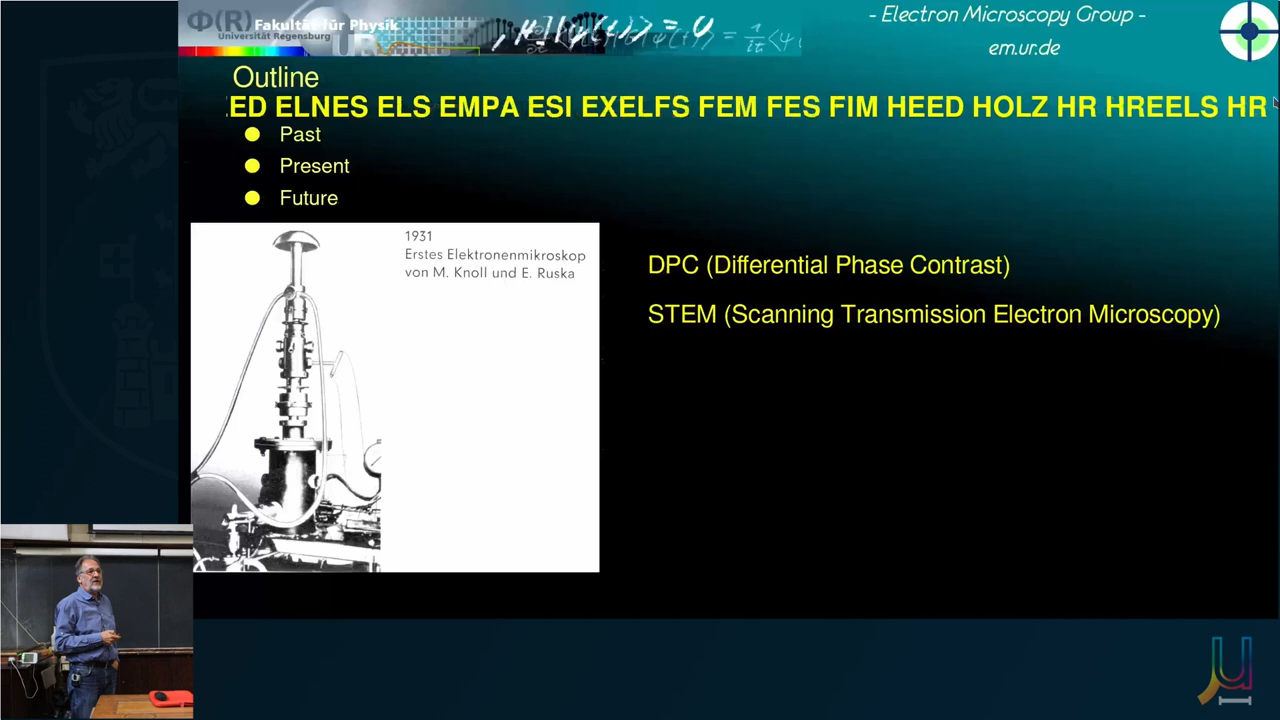 Φ(R) Fakultät für Physik
Universität Regensburg
UR
- Electron Microscopy Group -
em.ur.de
Outline
ED ELNES ELS EMPA ESI EXELFS FEM FES FIM HEED HOLZ HR HREELS HR
● Past
● Present
● Future
1931
Erstes Elektronenmikroskop
von M. Knoll und E. Ruska
DPC (Differential Phase Contrast)
STEM (Scanning Transmission Electron Microscopy)
μ